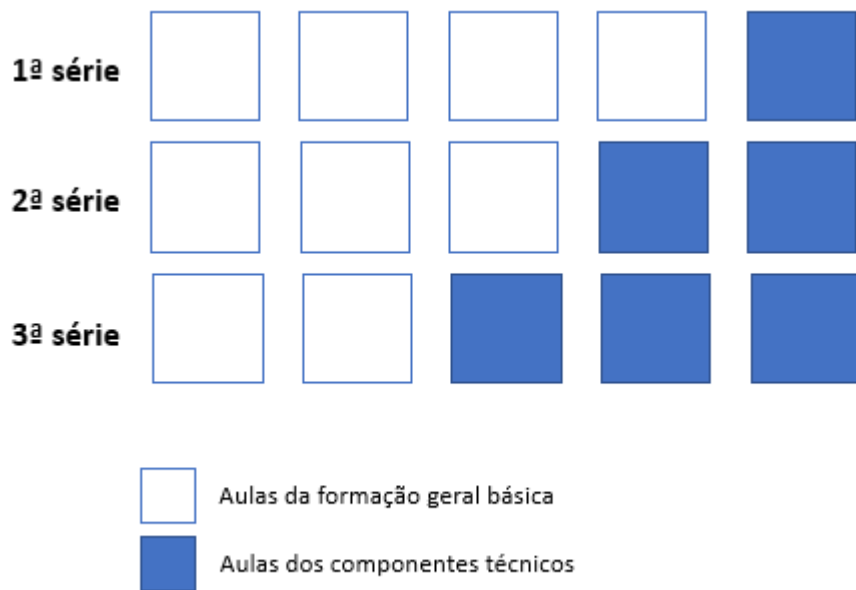 1ª série
2ª série
3ª série
Aulas da formação geral básica
Aulas dos componentes técnicos